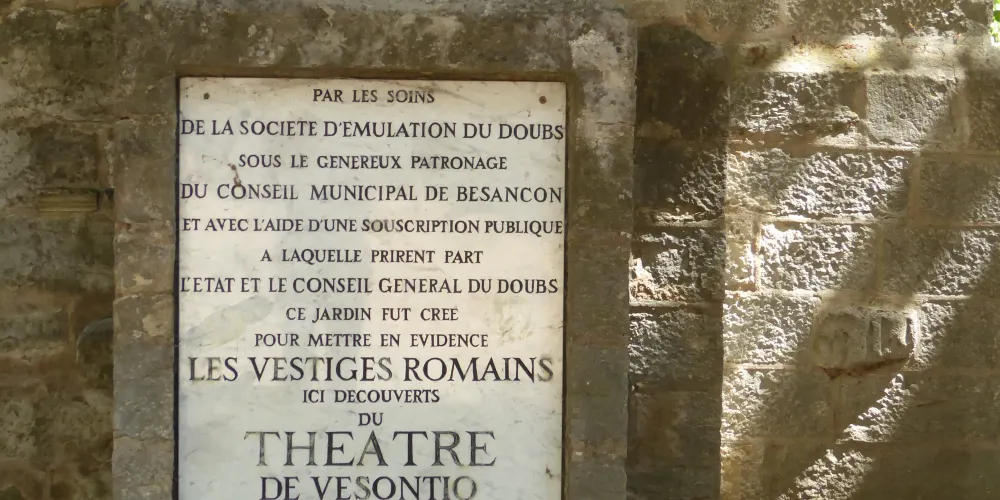 PAR LES SOINS
DE LA SOCIETE D'EMULATION DU DOUBS
SOUS LE GENEREUX PATRONAGE
DU CONSEIL MUNICIPAL DE BESANCON
ET AVEC L'AIDE D'UNE SOUSCRIPTION PUBLIQUE
A LAQUELLE PRIRENT PART
L'ETAT ET LE CONSEIL GENERAL DU DOUBS
CE JARDIN FUT CREE
POUR METTRE EN EVIDENCE
LES VESTIGES ROMAINS
ICI DECOUVERTS
DU
THEATRE
DE VESONTIO